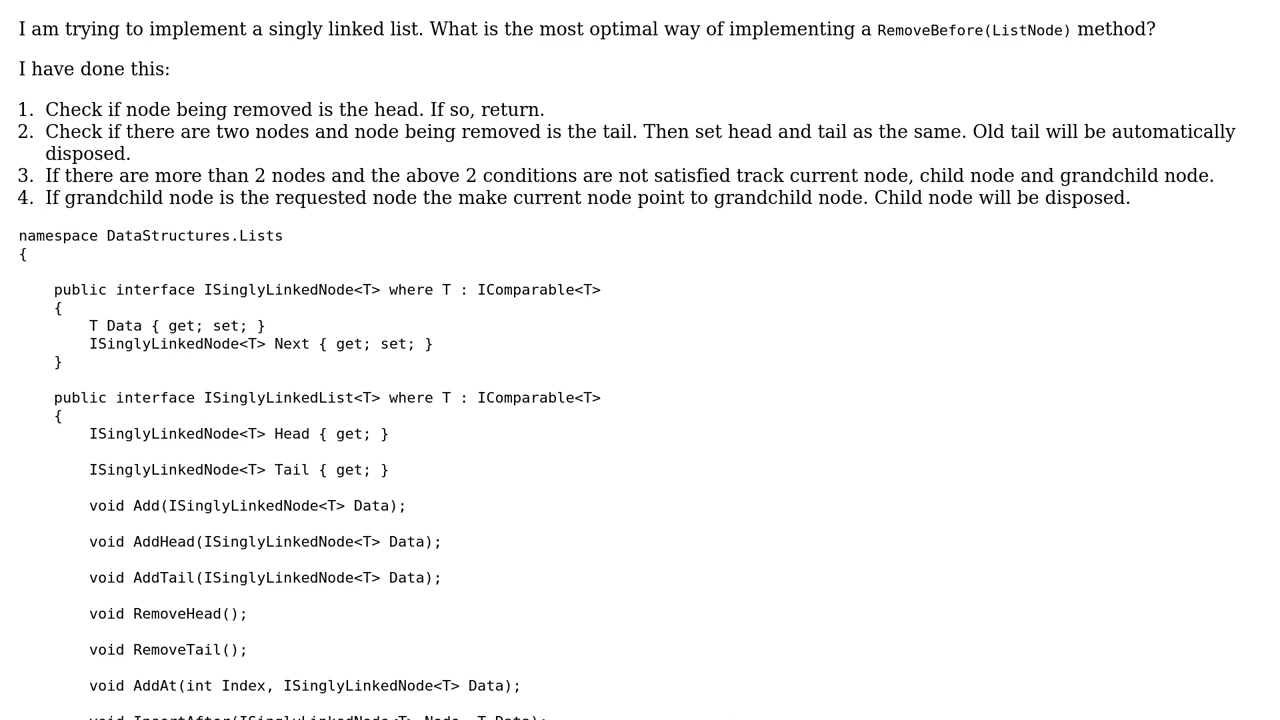 I am trying to implement a singly linked list. What is the most optimal way of implementing a RemoveBefore(ListNode) method?
I have done this:
1. Check if node being removed is the head. If so, return.
2. Check if there are two nodes and node being removed is the tail. Then set head and tail as the same. Old tail will be automatically
disposed.
3. If there are more than 2 nodes and the above 2 conditions are not satisfied track current node, child node and grandchild node.
4. If grandchild node is the requested node the make current node point to grandchild node. Child node will be disposed.
namespace DataStructures.Lists
{
public interface ISinglyLinkedNode<T> where T : IComparable<T>
{
T Data { get; set; }
ISinglyLinkedNode<T> Next { get; set; }
}
public interface ISinglyLinkedList<T> where T : IComparable<T>
{
ISinglyLinkedNode<T> Head { get; }
ISinglyLinkedNode<T> Tail { get; }
void Add(ISinglyLinkedNode<T> Data);
void AddHead(ISinglyLinkedNode<T> Data);
void AddTail(ISinglyLinkedNode<T> Data);
void RemoveHead();
void RemoveTail();
void AddAt(int Index, ISinglyLinkedNode<T> Data);
void InsertAfter(ISinglyLinkedNode<T> Node, T Data);